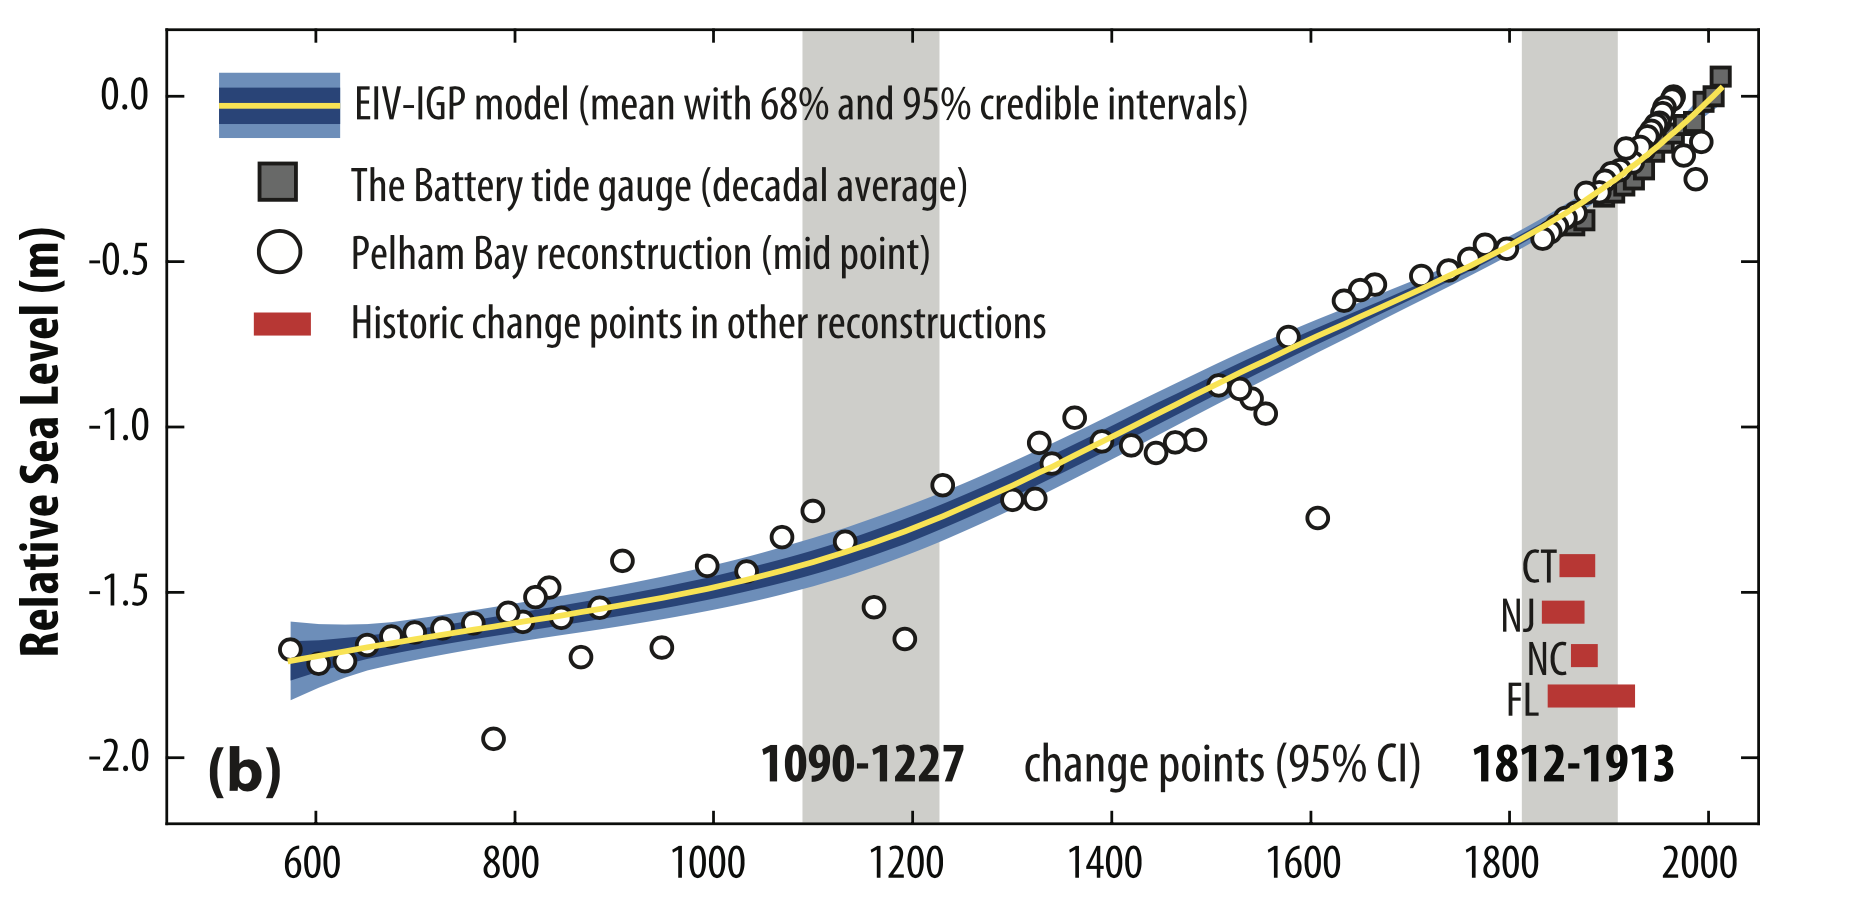 0.0
-0.5
-1.0
-1.5
-2.0
Relative Sea Level (m)
EIV-IGP model (mean with 68% and 95% credible intervals)
The Battery tide gauge (decadal average)
Pelham Bay reconstruction (mid point)
Historic change points in other reconstructions
CT
NJ
NC
FL
(b)
1090-1227 change points (95% CI) 1812-1913
600 800 1000 1200 1400 1600 1800 2000